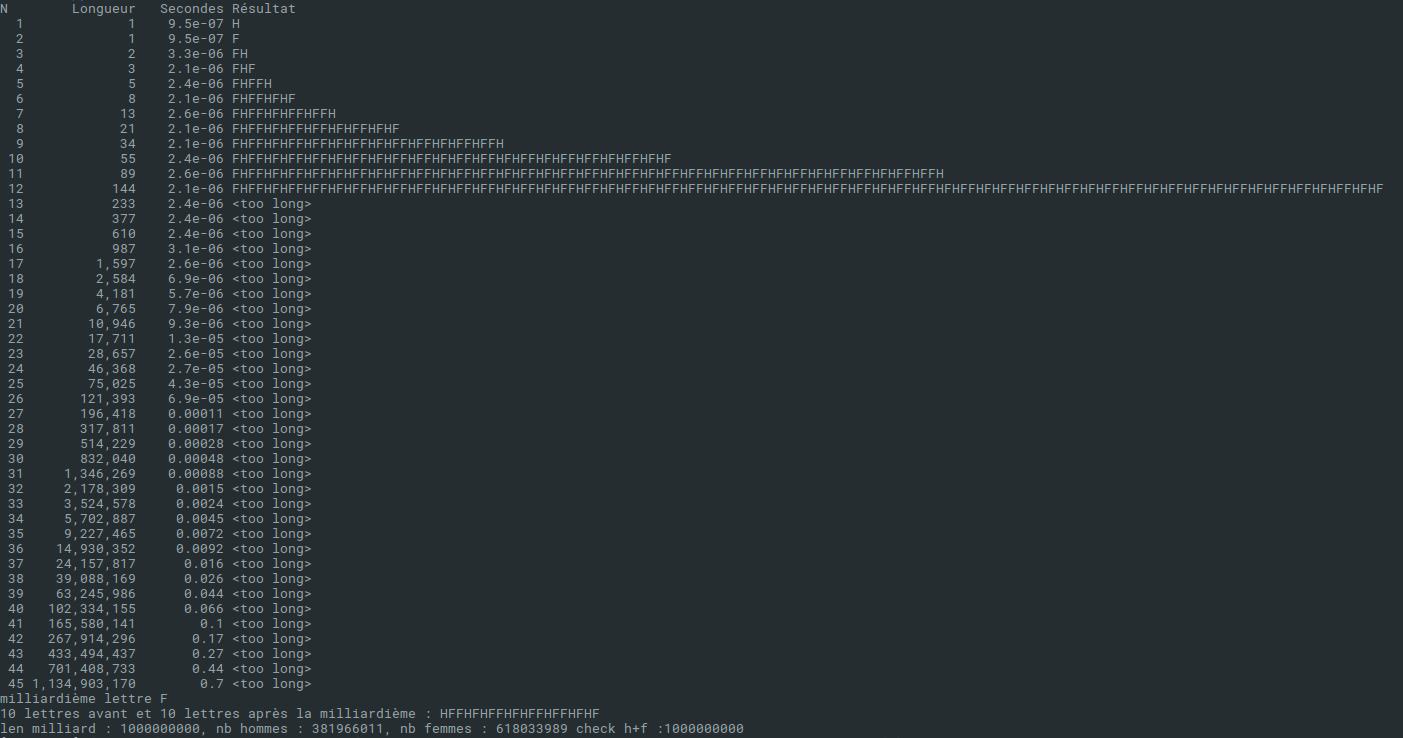 N Longueur Secondes Résultat
1 1 9.5e-07 H
2 1 9.5e-07 F
3 2 3.3e-06 FH
4 3 2.1e-06 FHF
5 5 2.4e-06 FHFFH
6 8 2.1e-06 FHFFHFHF
7 13 2.6e-06 FHFFHFHFFHFFH
8 21 2.1e-06 FHFFHFHFFHFFHFHFFHFHF
9 34 2.1e-06 FHFFHFHFFHFFHFHFFHFHFFHFFHFHFFHFFH
10 55 2.4e-06 FHFFHFHFFHFFHFHFFHFHFFHFFHFHFFHFFHFHFFHFHFFHFFHFHFFHFHF
11 89 2.6e-06 FHFFHFHFFHFFHFHFFHFHFFHFFHFHFFHFFHFHFFHFHFFHFFHFHFFHFHFFHFFHFHFFHFFHFHFFHFHFFHFFHFHFFHFFH
12 144 2.1e-06 FHFFHFHFFHFFHFHFFHFHFFHFFHFHFFHFFHFHFFHFHFFHFFHFHFFHFHFFHFFHFHFFHFFHFHFFHFHFFHFFHFHFFHFFHFHFFHFHFFHFFHFHFFHFHFFHFFHFHFFHFFHFHFFHFHFFHFFHFHFFHFHF
13 233 2.4e-06 <too long>
14 377 2.4e-06 <too long>
15 610 2.4e-06 <too long>
16 987 3.1e-06 <too long>
17 1,597 2.6e-06 <too long>
18 2,584 6.9e-06 <too long>
19 4,181 5.7e-06 <too long>
20 6,765 7.9e-06 <too long>
21 10,946 9.3e-06 <too long>
22 17,711 1.3e-05 <too long>
23 28,657 2.6e-05 <too long>
24 46,368 2.7e-05 <too long>
25 75,025 4.3e-05 <too long>
26 121,393 6.9e-05 <too long>
27 196,418 0.00011 <too long>
28 317,811 0.00017 <too long>
29 514,229 0.00028 <too long>
30 832,040 0.00048 <too long>
31 1,346,269 0.00088 <too long>
32 2,178,309 0.0015 <too long>
33 3,524,578 0.0024 <too long>
34 5,702,887 0.0045 <too long>
35 9,227,465 0.0072 <too long>
36 14,930,352 0.0092 <too long>
37 24,157,817 0.016 <too long>
38 39,088,169 0.026 <too long>
39 63,245,986 0.044 <too long>
40 102,334,155 0.066 <too long>
41 165,580,141 0.1 <too long>
42 267,914,296 0.17 <too long>
43 433,494,437 0.27 <too long>
44 701,408,733 0.44 <too long>
45 1,134,903,170 0.7 <too long>
milliardième lettre F
10 lettres avant et 10 lettres après la milliardième : HFFHFHFFHFHFFHFFHFHF
len milliard : 1000000000, nb hommes : 381966011, nb femmes : 618033989 check h+f :1000000000